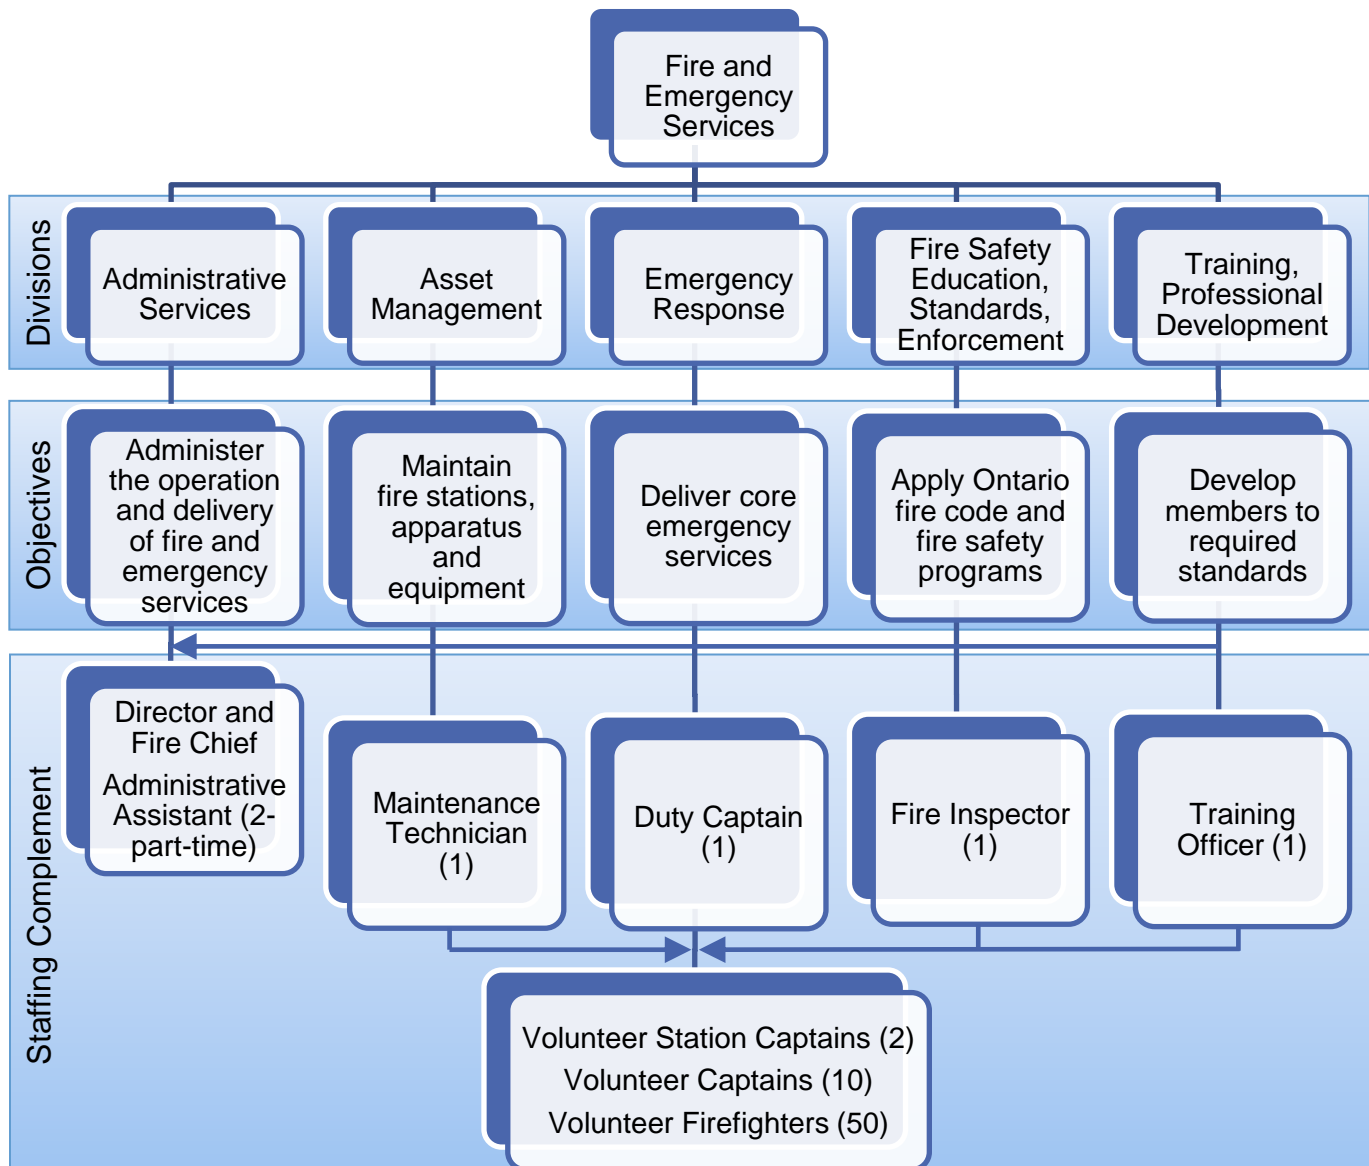 Fire and
Emergency
Services
Divisions
Administrative
Services
Asset
Management
Emergency
Response
Fire Safety
Education,
Standards,
Enforcement
Training,
Professional
Development
Objectives
Administer
the operation
and delivery
of fire and
emergency
services
Maintain
fire stations,
apparatus
and
equipment
Deliver core
emergency
services
Apply Ontario
fire code and
fire safety
programs
Develop
members to
required
standards
Staffing Complement
Director and
Fire Chief
Administrative
Assistant (2-
part-time)
Maintenance
Technician
(1)
Duty Captain
(1)
Fire Inspector
(1)
Training
Officer (1)
Volunteer Station Captains (2)
Volunteer Captains (10)
Volunteer Firefighters (50)